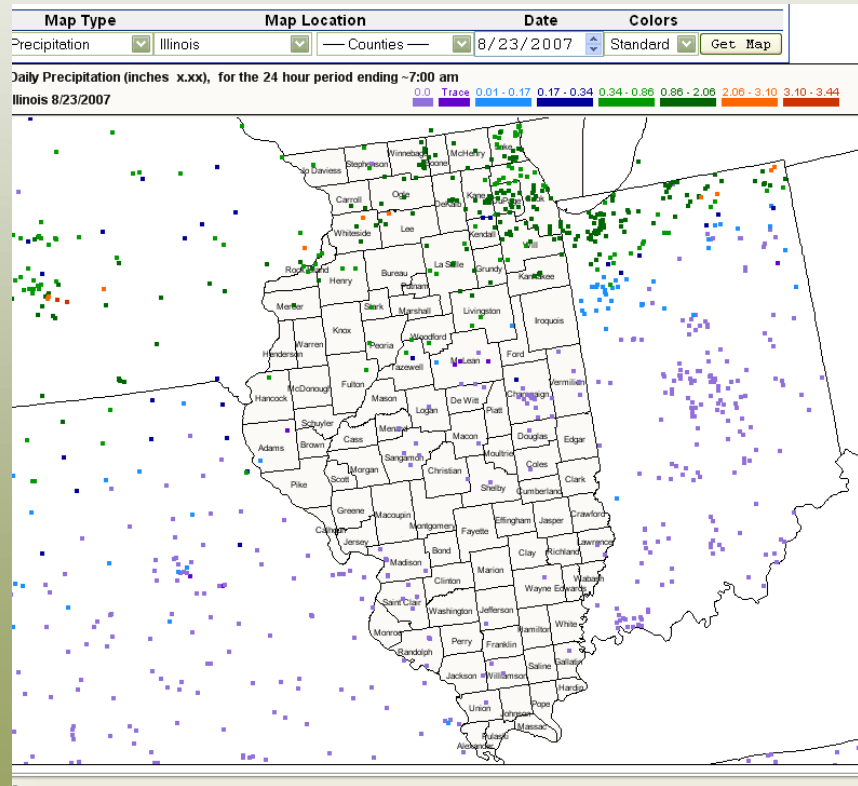 Map Type Map Location Date Colors
Precipitation Illinois — Counties — 8/23/2007 Standard Get Map
Daily Precipitation (inches x.xx), for the 24 hour period ending ~7:00 am
Illinois 8/23/2007
0.0 Trace 0.01 - 0.17 0.17 - 0.34 0.34 - 0.86 0.86 - 2.06 2.06 - 3.10 3.10 - 3.44
Jo Daviess Stephenson Winnebago Boone McHenry Lake
Carroll Ogle DeKalb Kane DuPage Cook
Whiteside Lee Kendall Will
Rock Island Henry Bureau La Salle Grundy
Putnam Kankakee
Mercer Stark Marshall Livingston
Knox Iroquois
Henderson Warren Peoria Woodford
Tazewell McLean Ford
Hancock McDonough Fulton Mason De Witt Champaign Vermilion
Logan Piatt
Schuyler Menard
Adams Brown Cass Macon Douglas Edgar
Morgan Sangamon Moultrie
Pike Scott Christian Coles
Shelby Cumberland Clark
Greene Macoupin
Calhoun Montgomery Fayette Effingham Jasper Crawford
Jersey Lawrence
Madison Bond Clay Richland
Clinton Marion Wabash
Saint Clair Wayne Edwards
Washington Jefferson
Monroe Hamilton White
Randolph Perry Franklin
Jackson Williamson Saline Gallatin
Hardin
Union Johnson Pope
Massac
Pulaski
Alexander